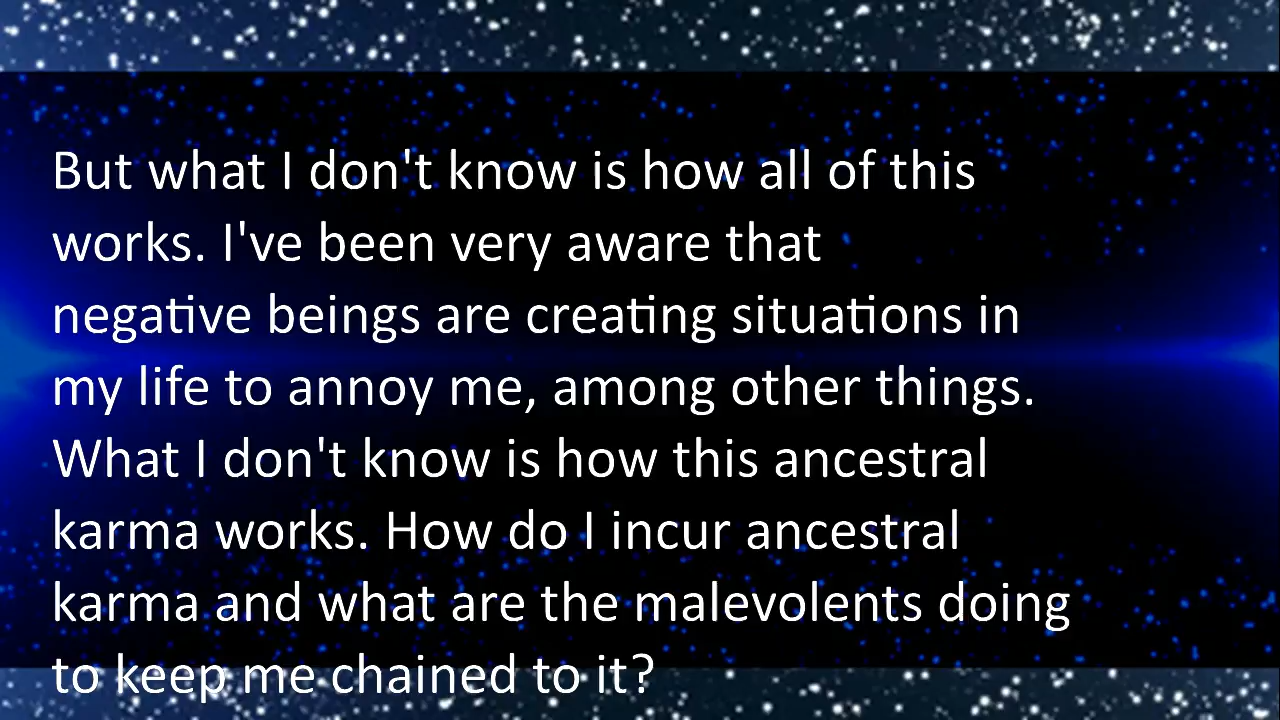 But what I don't know is how all of this
works. I've been very aware that
negative beings are creating situations in
my life to annoy me, among other things.
What I don't know is how this ancestral
karma works. How do I incur ancestral
karma and what are the malevolents doing
to keep me chained to it?